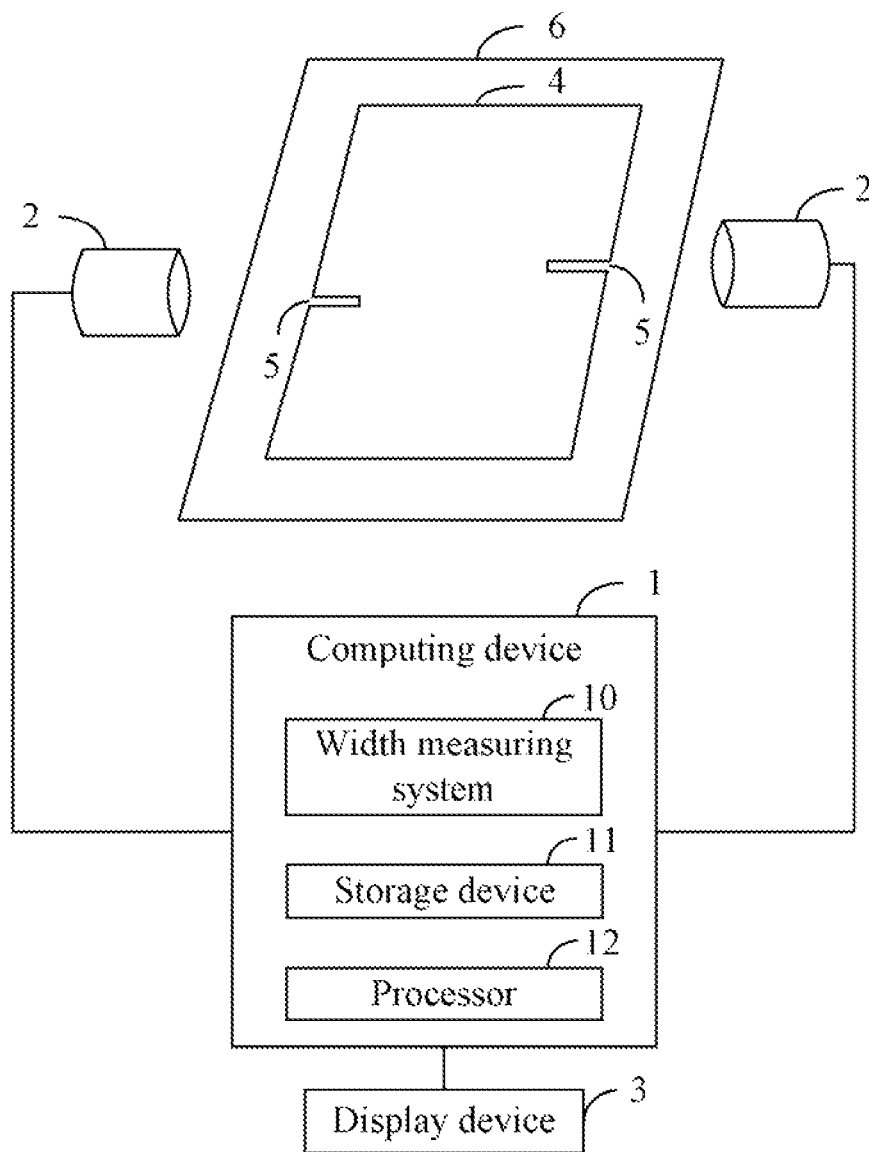 6
4
2
2
5
5
1
Computing device
10
Width measuring
system
11
Storage device
12
Processor
3
Display device